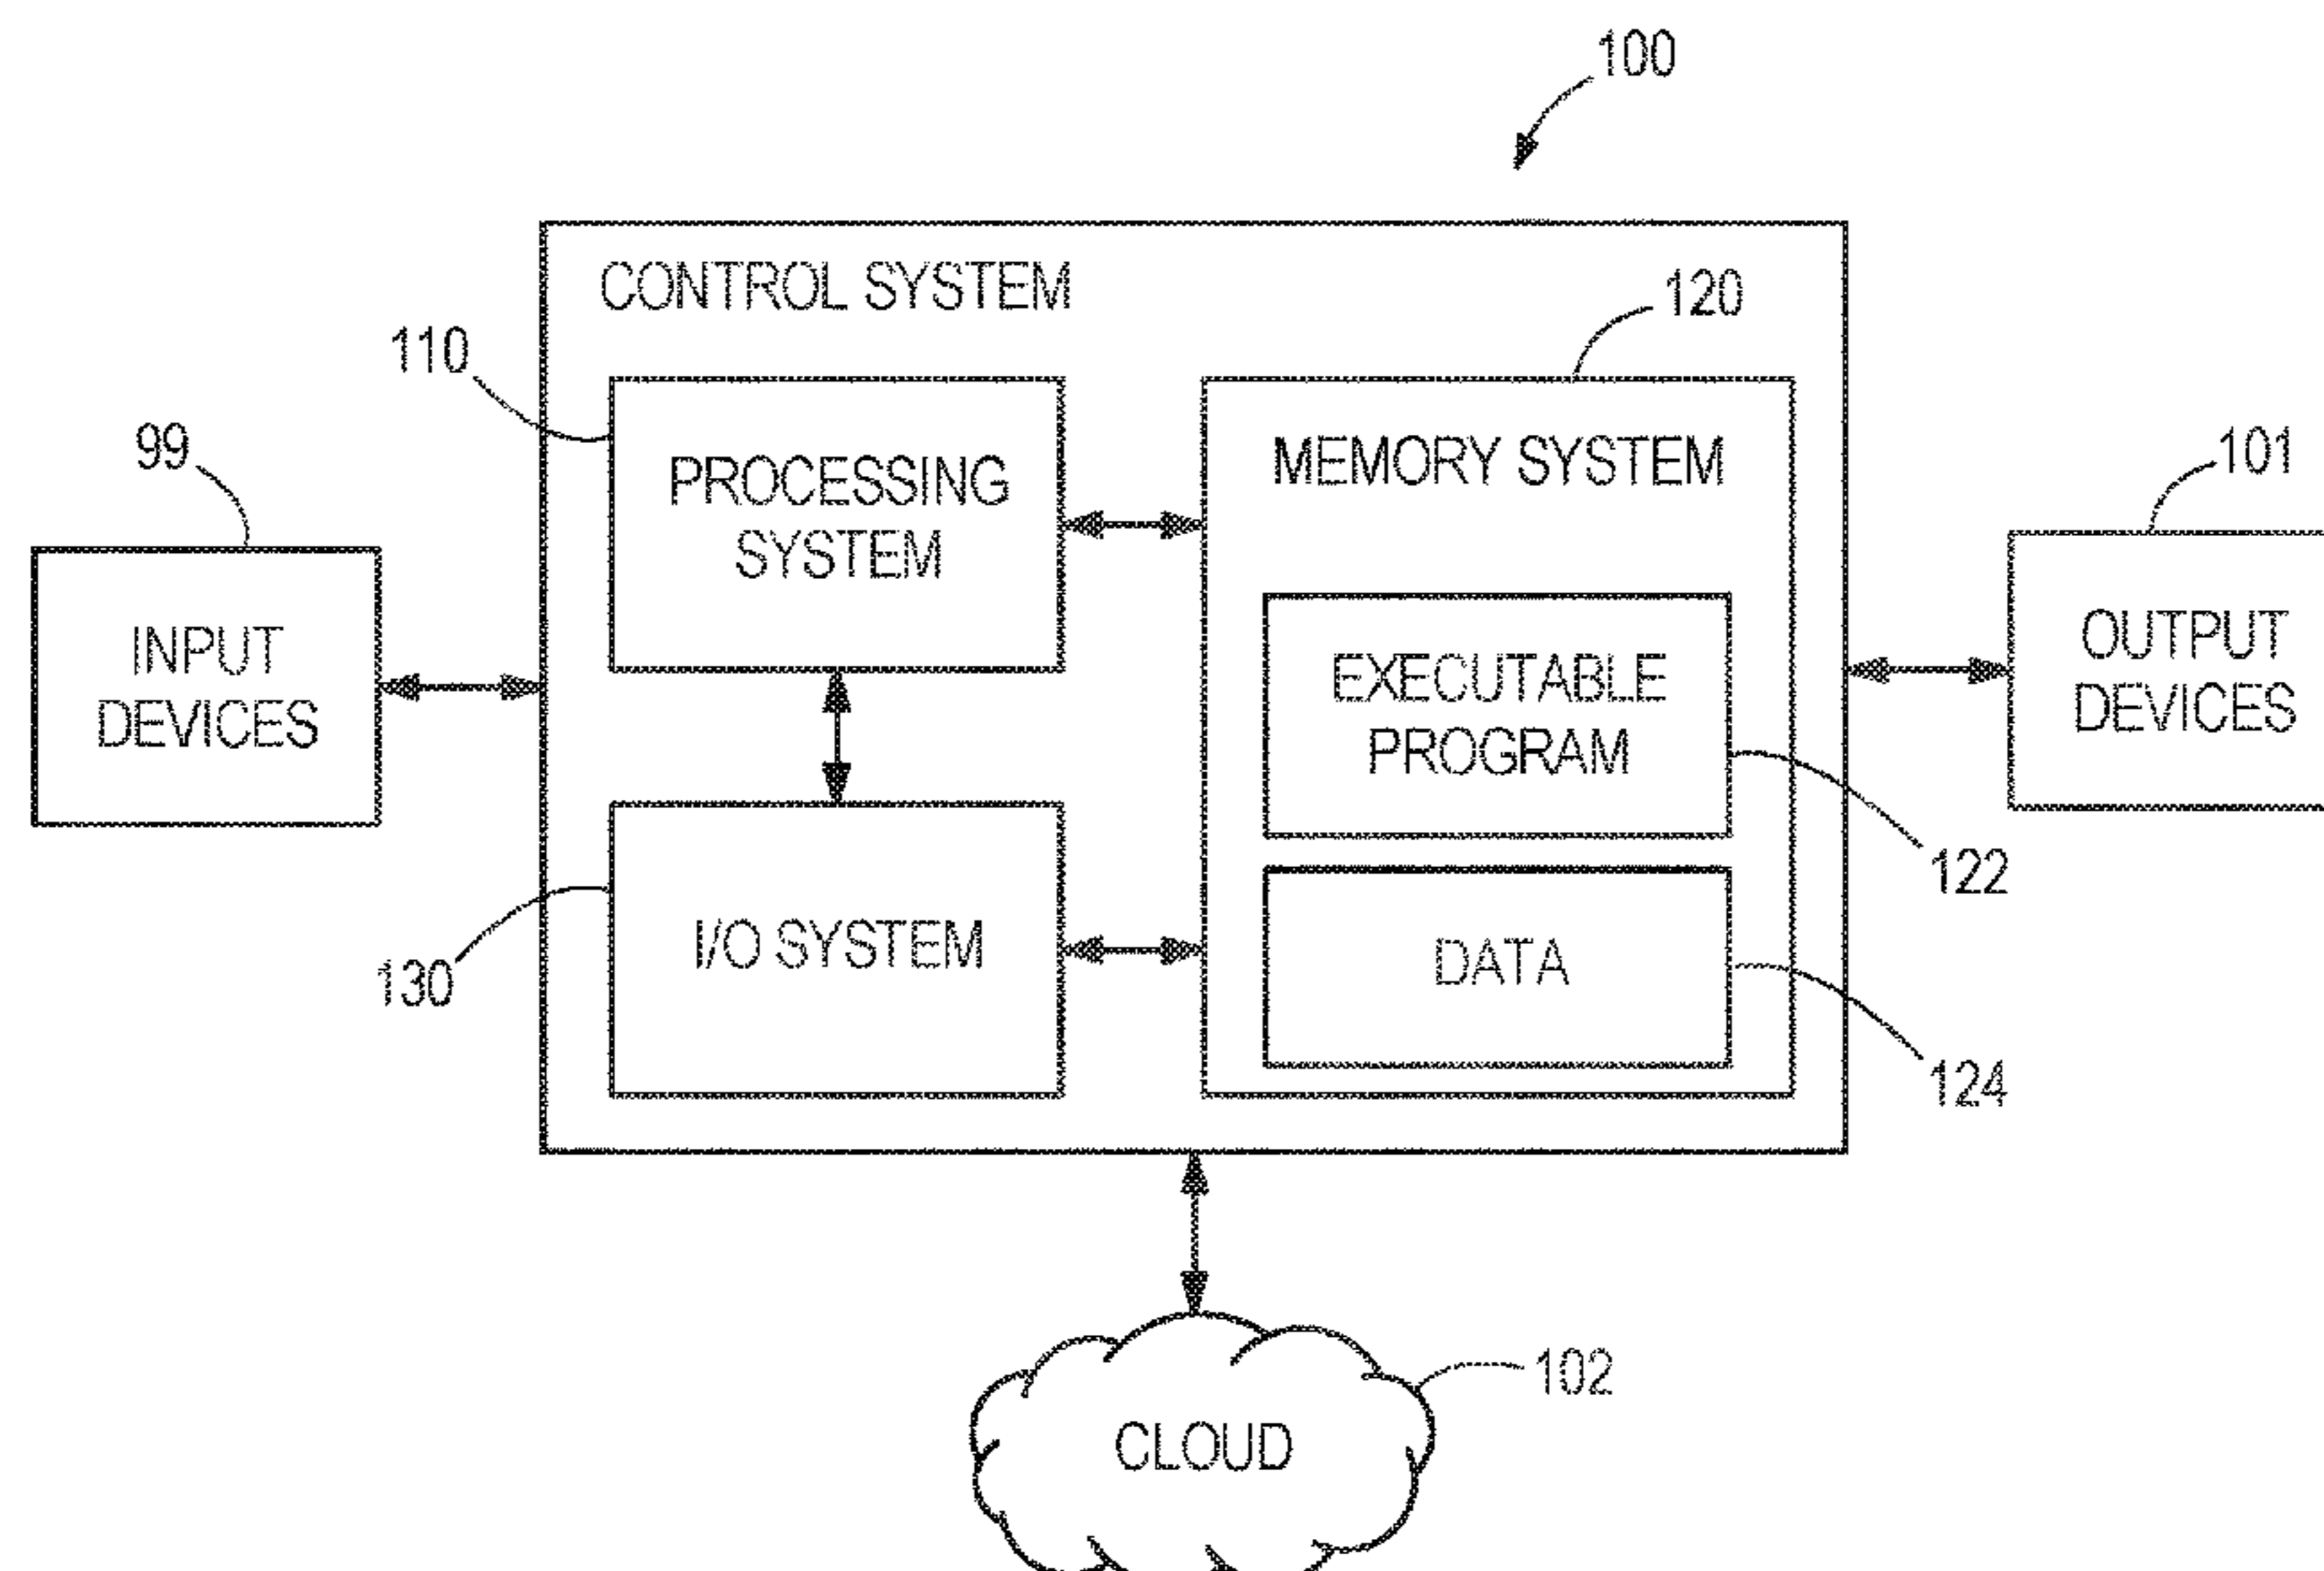 100
CONTROL SYSTEM
120
110
99
PROCESSING
SYSTEM
MEMORY SYSTEM
101
INPUT
DEVICES
EXECUTABLE
PROGRAM
OUTPUT
DEVICES
122
130
I/O SYSTEM
DATA
124
102
CLOUD